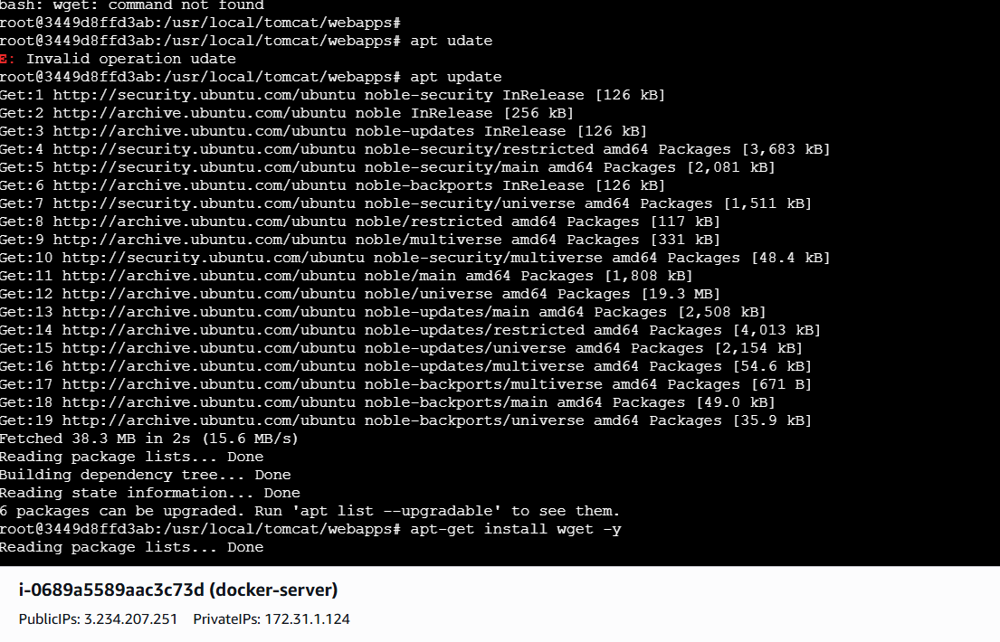 bash: wget: command not found
root@3449d8ffd3ab:/usr/local/tomcat/webapps#
root@3449d8ffd3ab:/usr/local/tomcat/webapps# apt udate
E: Invalid operation udate
root@3449d8ffd3ab:/usr/local/tomcat/webapps# apt update
Get:1 http://security.ubuntu.com/ubuntu noble-security InRelease [126 kB]
Get:2 http://archive.ubuntu.com/ubuntu noble InRelease [256 kB]
Get:3 http://archive.ubuntu.com/ubuntu noble-updates InRelease [126 kB]
Get:4 http://security.ubuntu.com/ubuntu noble-security/restricted amd64 Packages [3,683 kB]
Get:5 http://security.ubuntu.com/ubuntu noble-security/main amd64 Packages [2,081 kB]
Get:6 http://archive.ubuntu.com/ubuntu noble-backports InRelease [126 kB]
Get:7 http://security.ubuntu.com/ubuntu noble-security/universe amd64 Packages [1,511 kB]
Get:8 http://archive.ubuntu.com/ubuntu noble/restricted amd64 Packages [117 kB]
Get:9 http://archive.ubuntu.com/ubuntu noble/multiverse amd64 Packages [331 kB]
Get:10 http://security.ubuntu.com/ubuntu noble-security/multiverse amd64 Packages [48.4 kB]
Get:11 http://archive.ubuntu.com/ubuntu noble/main amd64 Packages [1,808 kB]
Get:12 http://archive.ubuntu.com/ubuntu noble/universe amd64 Packages [19.3 MB]
Get:13 http://archive.ubuntu.com/ubuntu noble-updates/main amd64 Packages [2,508 kB]
Get:14 http://archive.ubuntu.com/ubuntu noble-updates/restricted amd64 Packages [4,013 kB]
Get:15 http://archive.ubuntu.com/ubuntu noble-updates/universe amd64 Packages [2,154 kB]
Get:16 http://archive.ubuntu.com/ubuntu noble-updates/multiverse amd64 Packages [54.6 kB]
Get:17 http://archive.ubuntu.com/ubuntu noble-backports/multiverse amd64 Packages [671 B]
Get:18 http://archive.ubuntu.com/ubuntu noble-backports/main amd64 Packages [49.0 kB]
Get:19 http://archive.ubuntu.com/ubuntu noble-backports/universe amd64 Packages [35.9 kB]
Fetched 38.3 MB in 2s (15.6 MB/s)
Reading package lists... Done
Building dependency tree... Done
Reading state information... Done
6 packages can be upgraded. Run 'apt list --upgradable' to see them.
root@3449d8ffd3ab:/usr/local/tomcat/webapps# apt-get install wget -y
Reading package lists... Done
i-0689a5589aac3c73d (docker-server)
PublicIPs: 3.234.207.251 PrivateIPs: 172.31.1.124